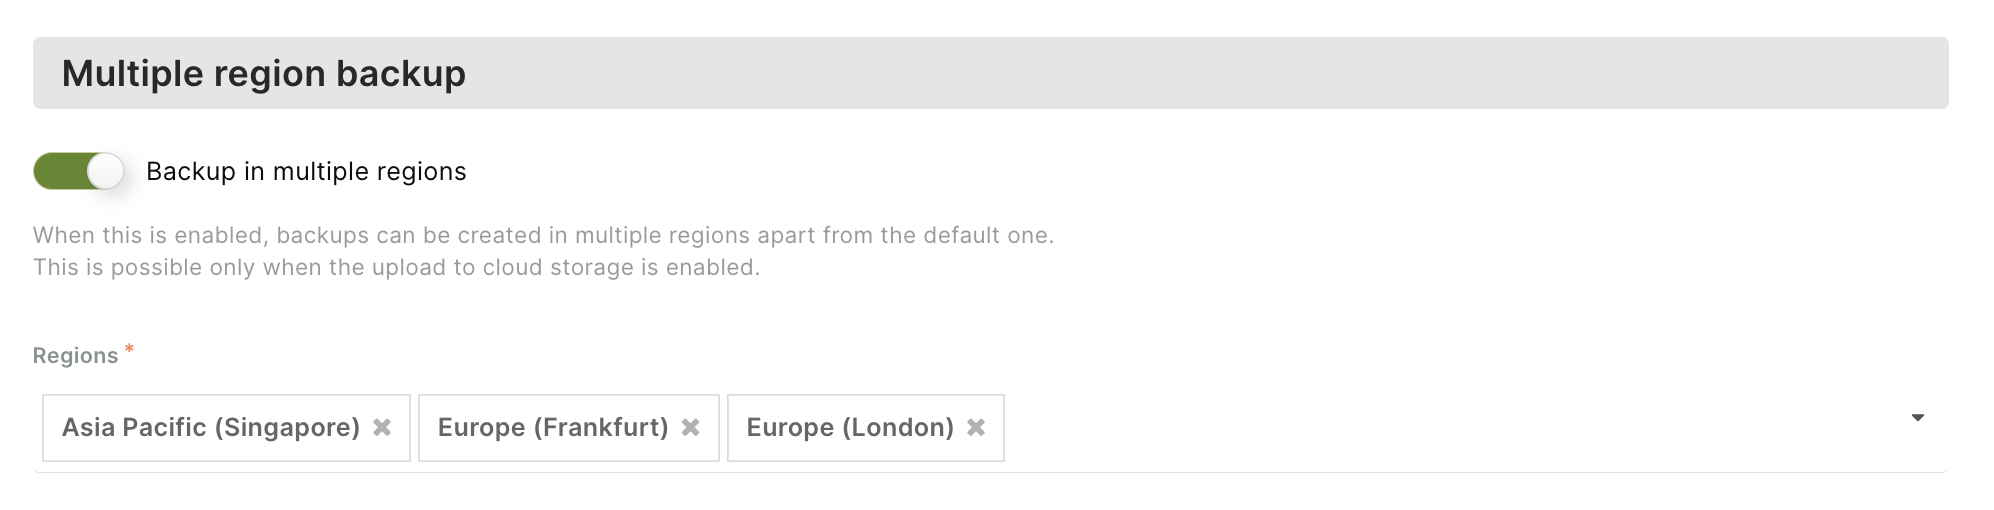 Multiple region backup
Backup in multiple regions
When this is enabled, backups can be created in multiple regions apart from the default one.
This is possible only when the upload to cloud storage is enabled.
Regions *
Asia Pacific (Singapore) ✖ Europe (Frankfurt) ✖ Europe (London) ✖